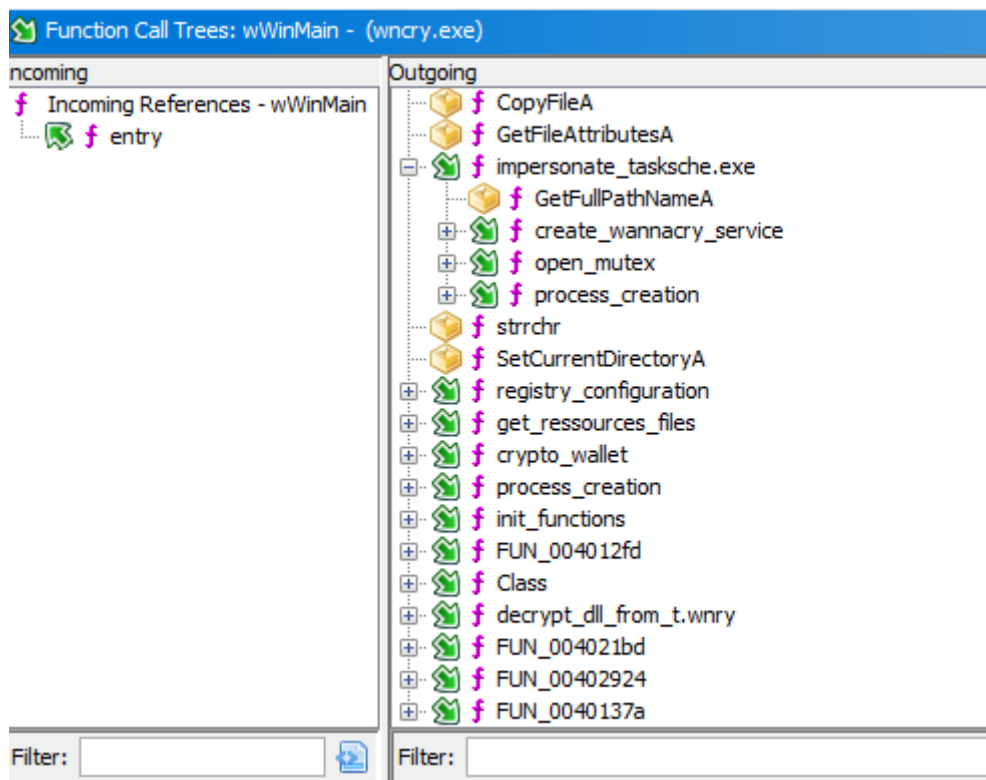 Function Call Trees: wWinMain - (wncry.exe)
ncoming
Incoming References - wWinMain
entry
Outgoing
CopyFileA
GetFileAttributesA
impersonate_tasksche.exe
GetFullPathNameA
create_wannacry_service
open_mutex
process_creation
strrchr
SetCurrentDirectoryA
registry_configuration
get_ressources_files
crypto_wallet
process_creation
init_functions
FUN_004012fd
Class
decrypt_dll_from_t.wnry
FUN_004021bd
FUN_00402924
FUN_0040137a
Filter:
Filter: